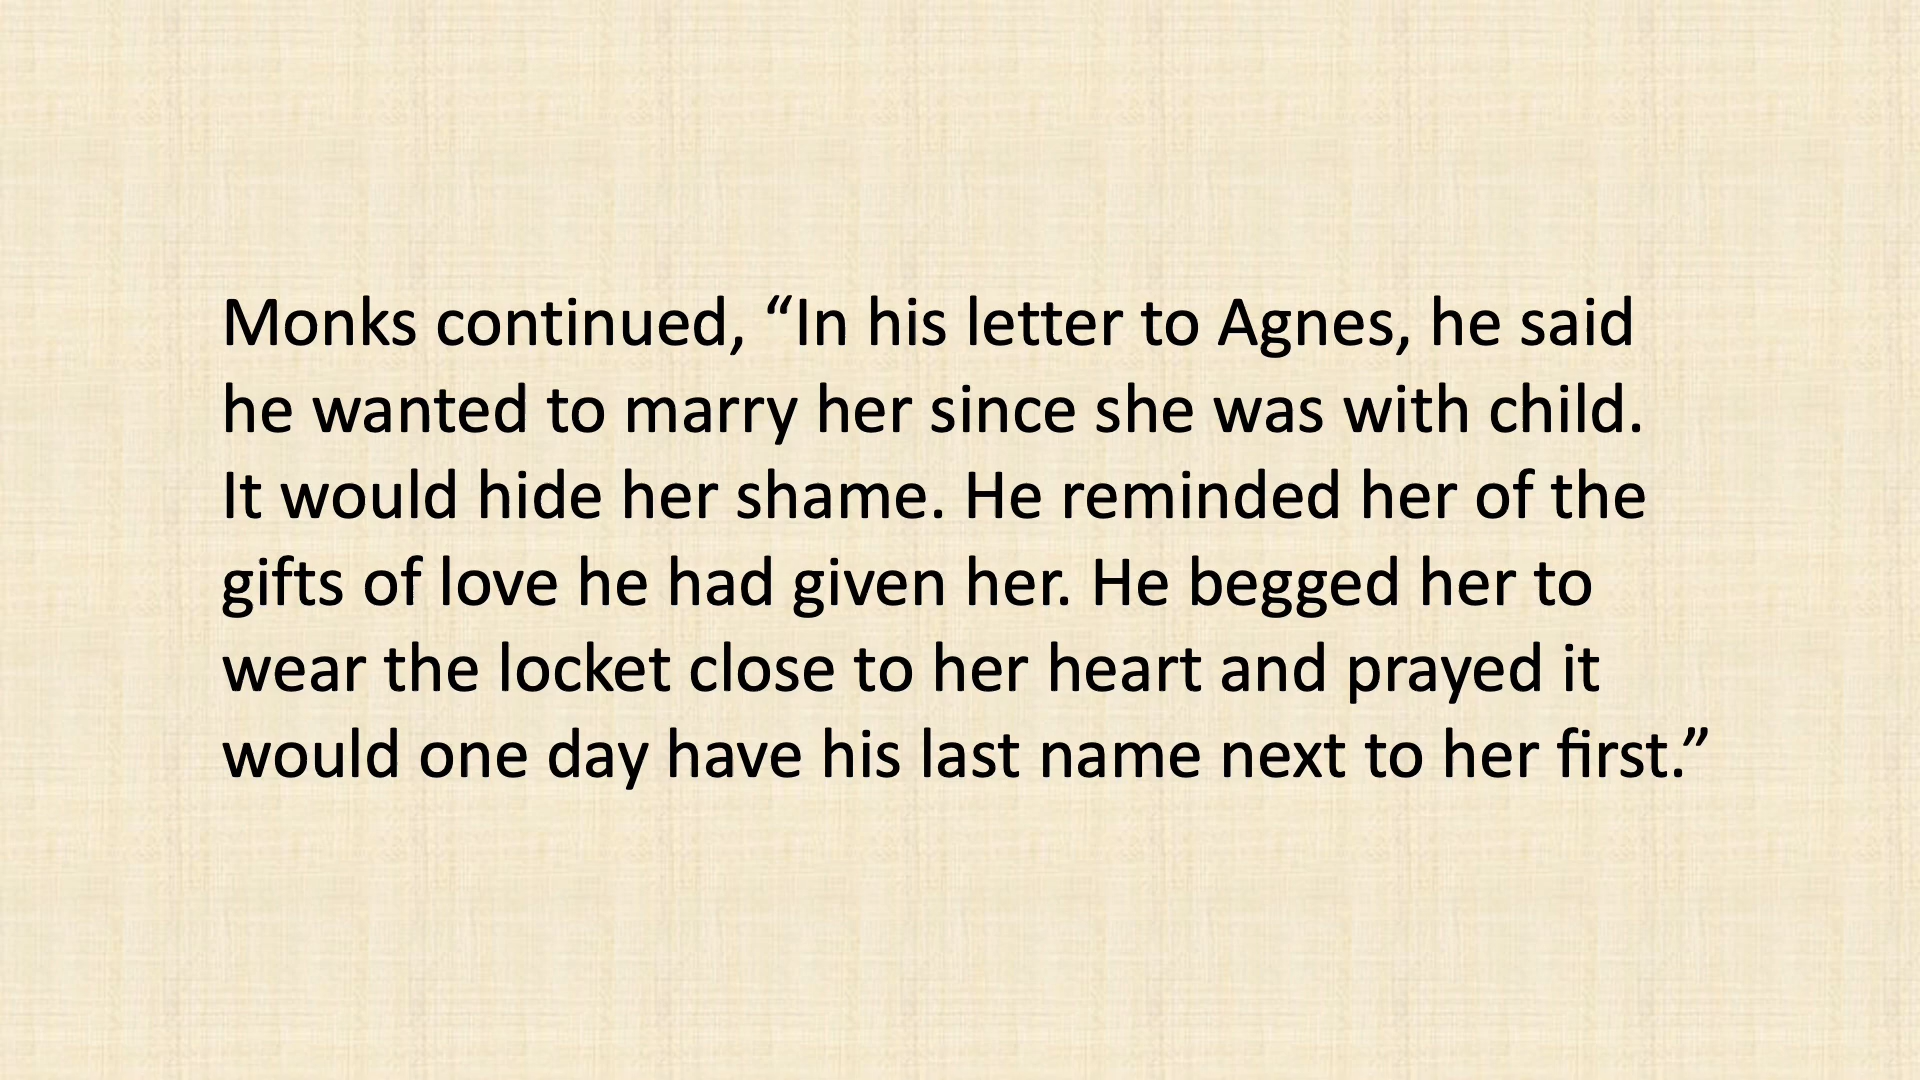 Monks continued, “In his letter to Agnes, he said
he wanted to marry her since she was with child.
It would hide her shame. He reminded her of the
gifts of love he had given her. He begged her to
wear the locket close to her heart and prayed it
would one day have his last name next to her first.”